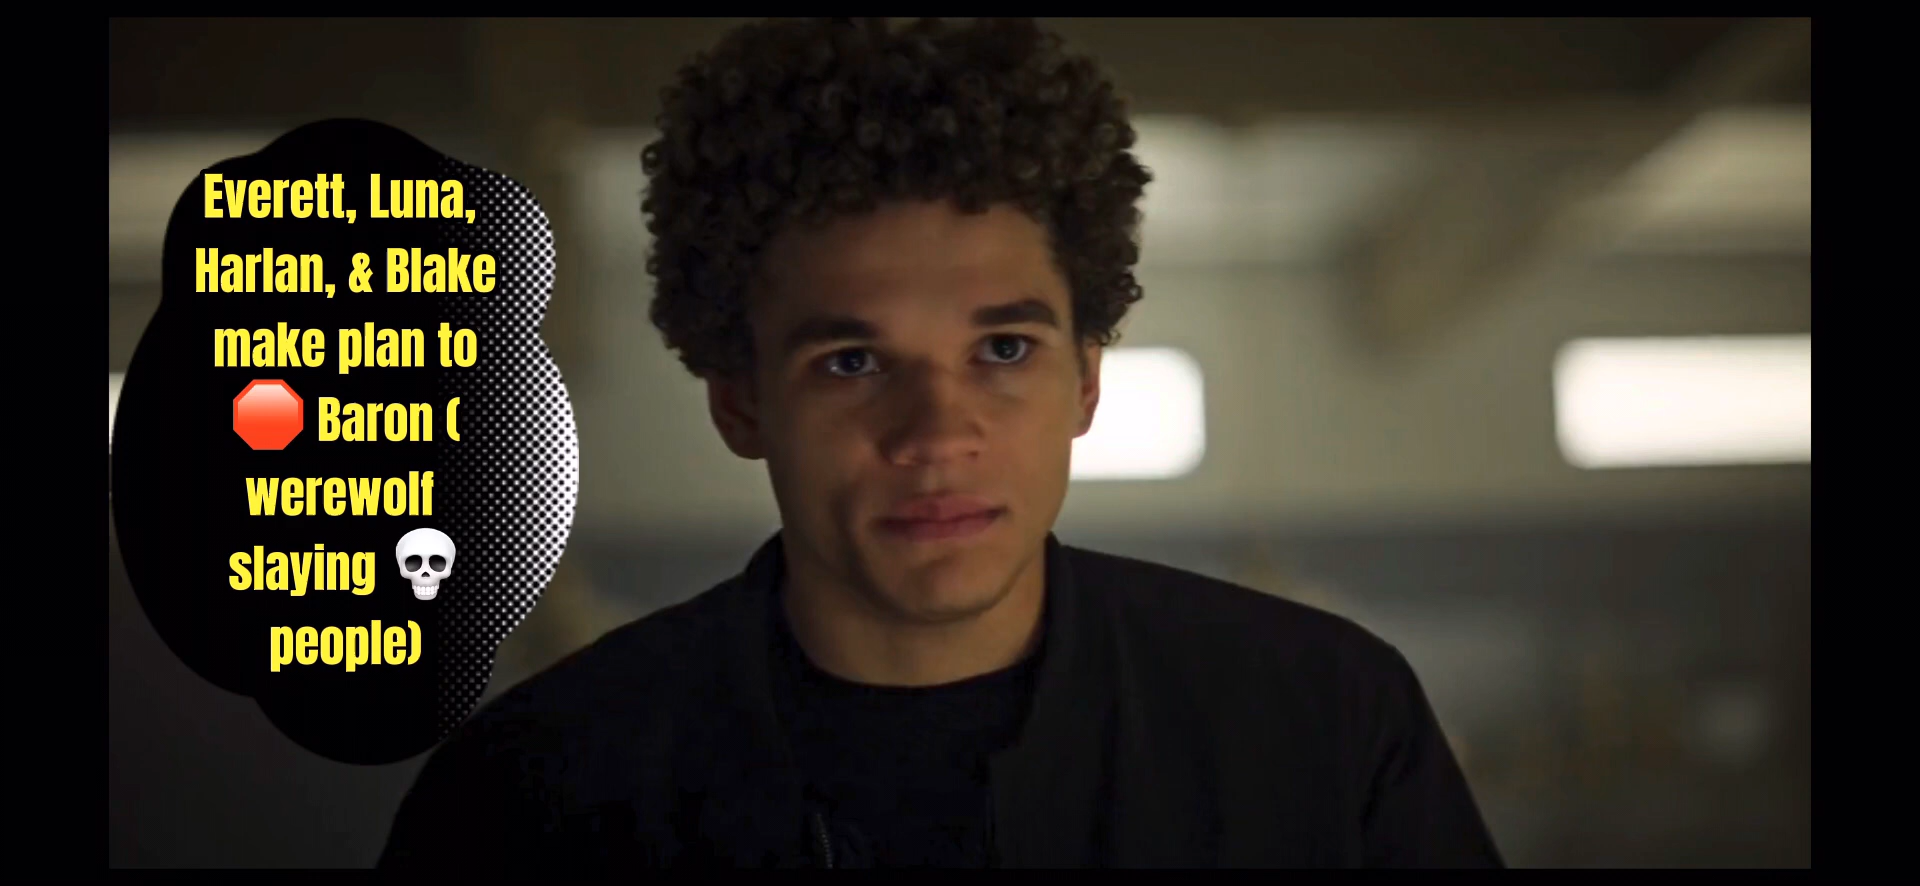 Everett, Luna,
Harlan, & Blake
make plan to
🛑 Baron (
werewolf
slaying 💀
people)